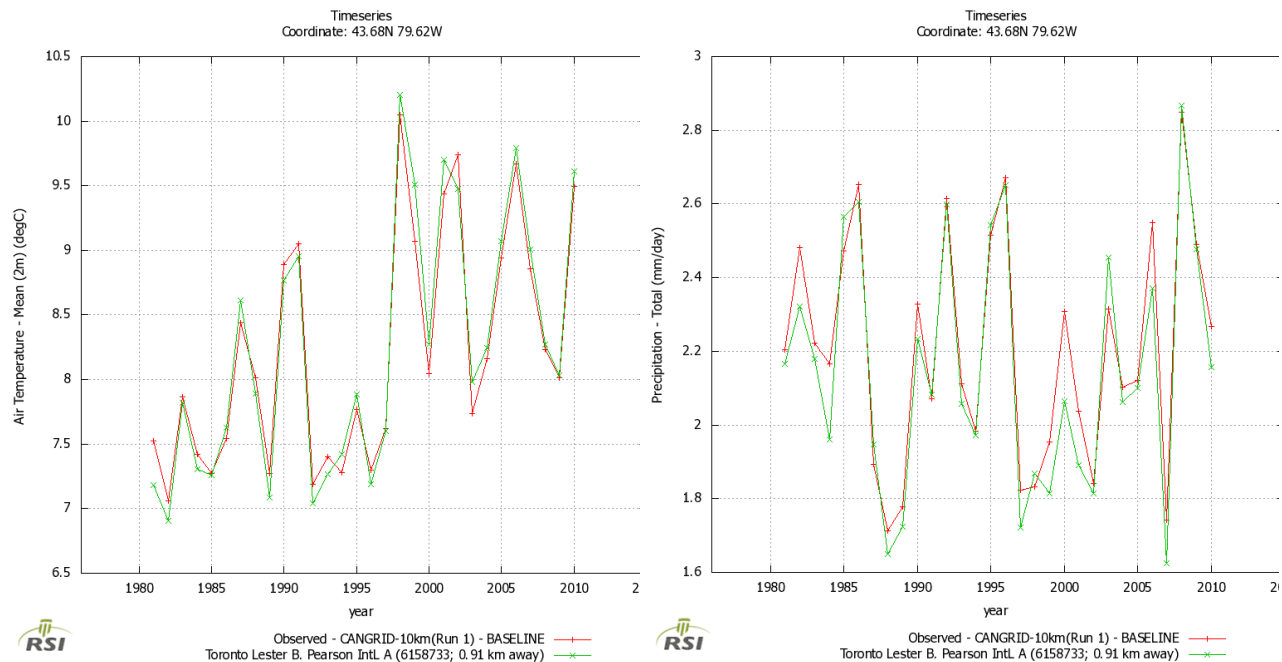 Timeseries
Coordinate: 43.68N 79.62W
Air Temperature - Mean (2m) (degC)
10.5
10
9.5
9
8.5
8
7.5
7
6.5
1980 1985 1990 1995 2000 2005 2010 2
year
RSI
Observed - CANGRID-10km(Run 1) - BASELINE
Toronto Lester B. Pearson IntL A (6158733; 0.91 km away)
Timeseries
Coordinate: 43.68N 79.62W
Precipitation - Total (mm/day)
3
2.8
2.6
2.4
2.2
2
1.8
1.6
1980 1985 1990 1995 2000 2005 2010 20
year
RSI
Observed - CANGRID-10km(Run 1) - BASELINE
Toronto Lester B. Pearson IntL A (6158733; 0.91 km away)